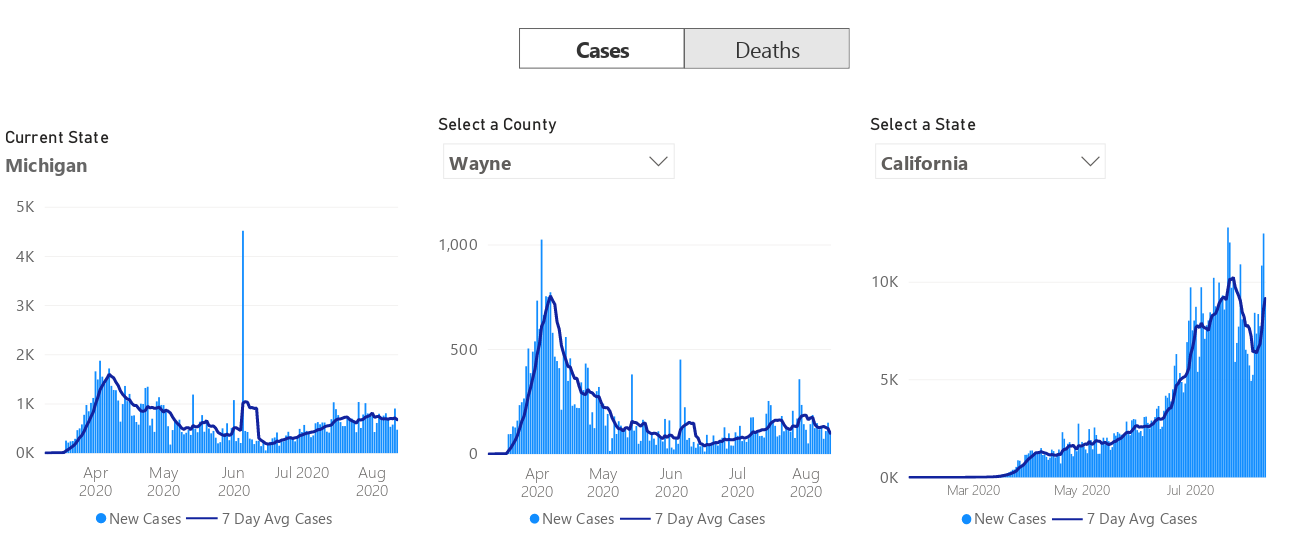 Cases Deaths
Current State
Michigan
5K
4K
3K
2K
1K
0K
Apr 2020
May 2020
Jun 2020
Jul 2020
Aug 2020
New Cases 7 Day Avg Cases
Select a County
Wayne
1,000
500
0
Apr 2020
May 2020
Jun 2020
Jul 2020
Aug 2020
New Cases 7 Day Avg Cases
Select a State
California
10K
5K
0K
Mar 2020 May 2020 Jul 2020
New Cases 7 Day Avg Cases